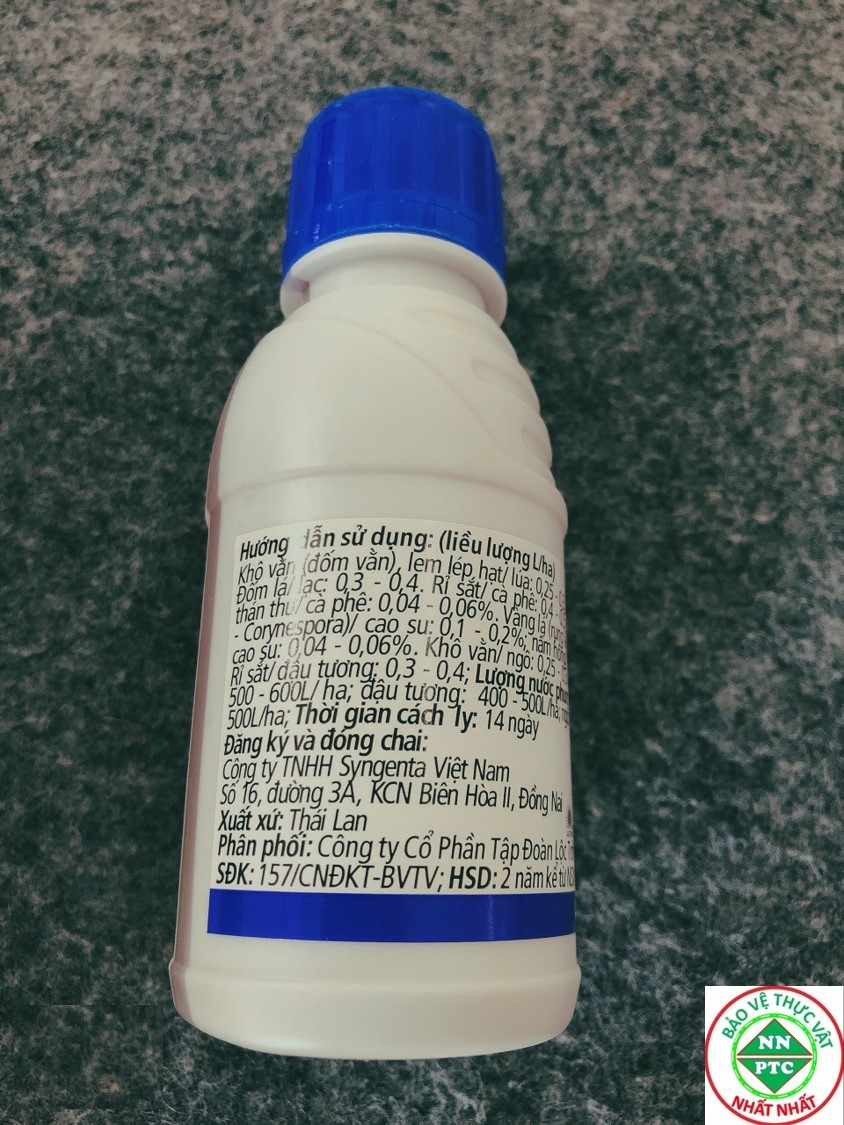 Hướng dẫn sử dụng: (liều lượng L/ha)
Khô vằn (đốm vằn), lem lép hạt/ lúa: 0,25 -
Đốm lá/ lạc: 0,3 - 0,4. Rỉ sắt/ cà phê: 0,4 -
thán thư/ cà phê: 0,04 - 0,06%. Vàng lá
- Corynespora)/ cao su: 0,1 - 0,2%; nấm
cao su: 0,04 - 0,06%. Khô vằn/ ngô: 0,25 -
Rỉ sắt/ đậu tương: 0,3 - 0,4; Lượng nước
500 - 600L/ ha; đậu tương: 400 - 500L/ha,
500L/ha; Thời gian cách ly: 14 ngày
Đăng ký và đóng chai:
Công ty TNHH Syngenta Việt Nam
Số 16, đường 3A, KCN Biên Hòa II, Đồng Nai
Xuất xứ: Thái Lan
Phân phối: Công ty Cổ Phần Tập Đoàn Lộc
SĐK: 157/CNĐKT-BVTV; HSD: 2 năm kể từ
BẢO VỆ THỰC VẬT
NN
PTC
NHẤT NHẤT